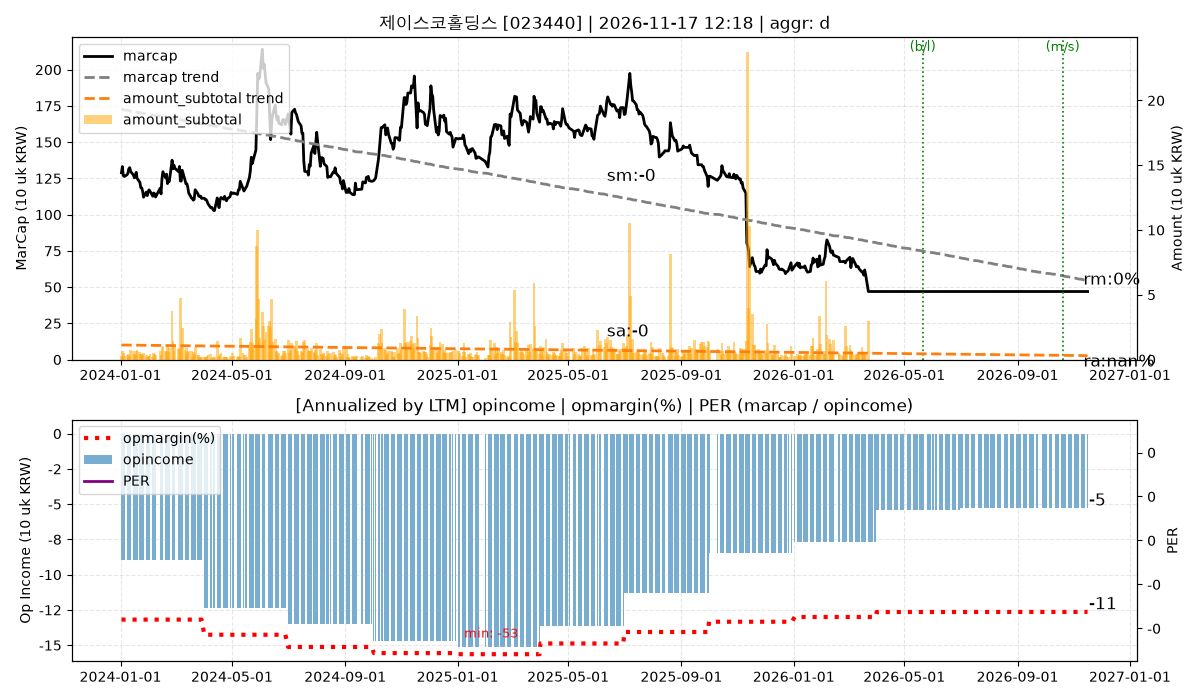 제이스코홀딩스 [023440] | 2026-11-17 12:18 | aggr: d
marcap
marcap trend
amount_subtotal trend
amount_subtotal
(b/l)
(m/s)
sm:-0
sa:-0
rm:0%
ra:nan%
MarCap (10 uk KRW)
200
175
150
125
100
75
50
25
0
Amount (10 uk KRW)
20
15
10
5
0
2024-01-01
2024-05-01
2024-09-01
2025-01-01
2025-05-01
2025-09-01
2026-01-01
2026-05-01
2026-09-01
2027-01-01
[Annualized by LTM] opincome | opmargin(%) | PER (marcap / opincome)
opmargin(%)
opincome
PER
min: -53
-5
-11
Op Income (10 uk KRW)
0
-2
-5
-8
-10
-12
-15
PER
0
0
0
-0
-0
2024-01-01
2024-05-01
2024-09-01
2025-01-01
2025-05-01
2025-09-01
2026-01-01
2026-05-01
2026-09-01
2027-01-01